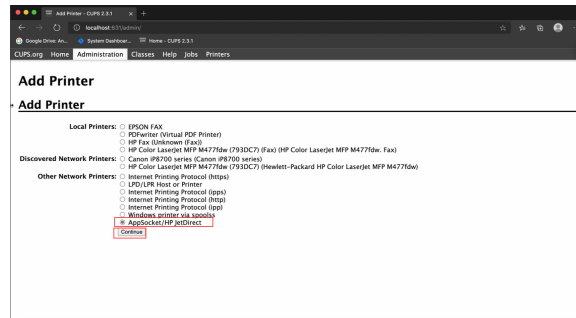 Add Printer - CUPS 2.3.1
localhost:631/admin/
Google Drive: An... System Dashboar... Home - CUPS 2.3.1
CUPS.org Home Administration Classes Help Jobs Printers
Add Printer
Add Printer
Local Printers: EPSON FAX
PDFwriter (Virtual PDF Printer)
HP Fax (Unknown (Fax))
HP Color LaserJet MFP M477fdw (793DC7) (Fax) (HP Color LaserJet MFP M477fdw. Fax)
Discovered Network Printers: Canon iP8700 series (Canon iP8700 series)
HP Color LaserJet MFP M477fdw (793DC7) (Hewlett-Packard HP Color LaserJet MFP M477fdw)
Other Network Printers: Internet Printing Protocol (https)
LPD/LPR Host or Printer
Internet Printing Protocol (ipps)
Internet Printing Protocol (http)
Internet Printing Protocol (ipp)
Windows printer via spoolss
AppSocket/HP JetDirect
Continue